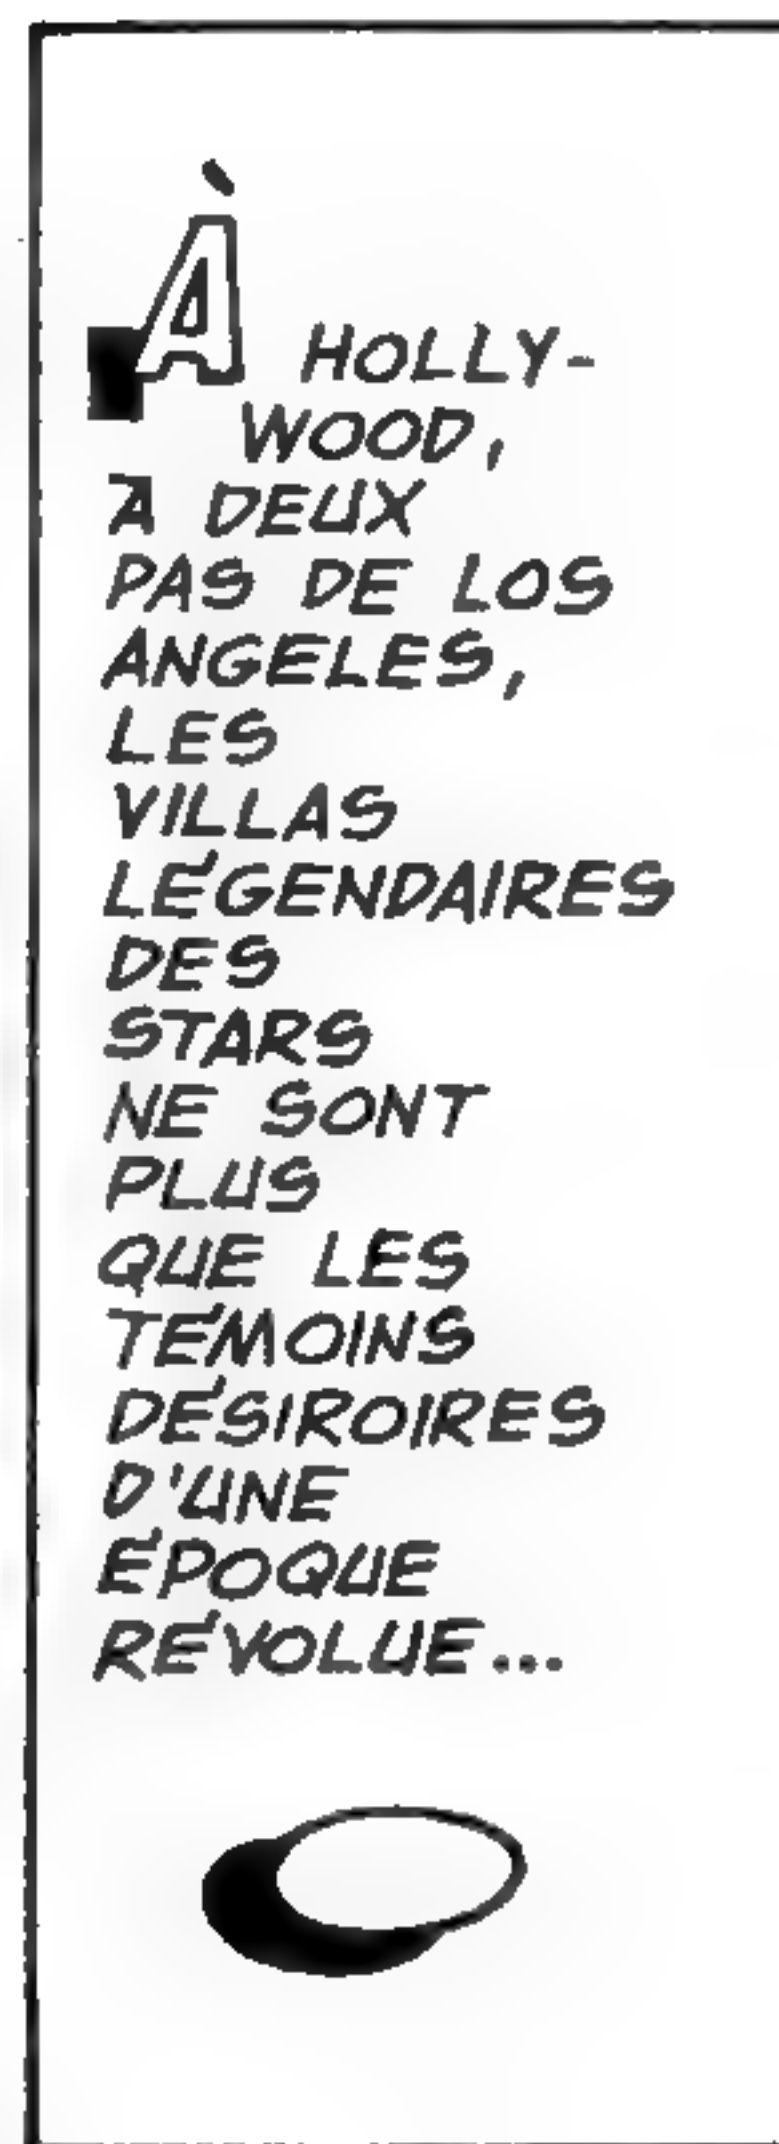 À HOLLY-
WOOD,
À DEUX
PAS DE LOS
ANGELES,
LES
VILLAS
LÉGENDAIRES
DES
STARS
NE SONT
PLUS
QUE LES
TÉMOINS
DÉSIROIRES
D'UNE
ÉPOQUE
RÉVOLUE...